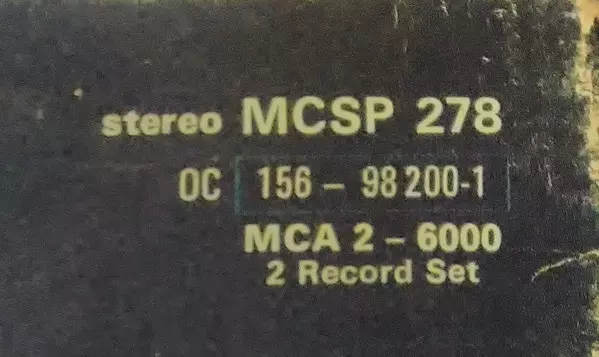 stereo MCSP 278
OC 156 – 98 200-1
MCA 2 – 6000
2 Record Set